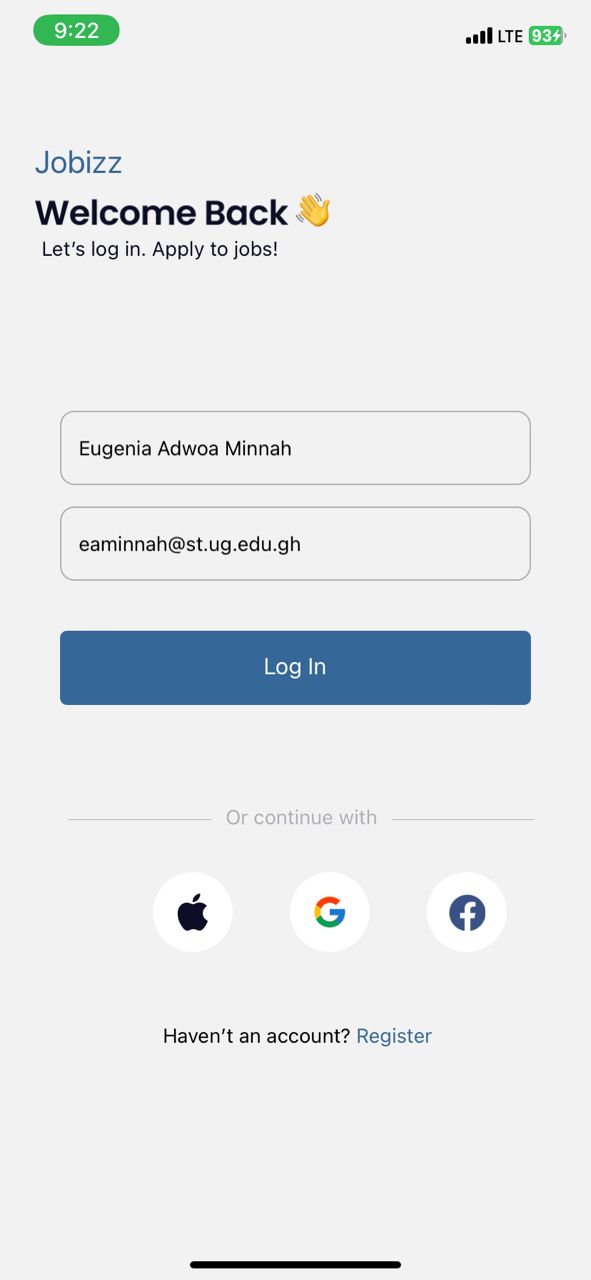 9:22
LTE 93
Jobizz
Welcome Back 👋
Let’s log in. Apply to jobs!
Eugenia Adwoa Minnah
eaminnah@st.ug.edu.gh
Log In
Or continue with
Haven’t an account? Register